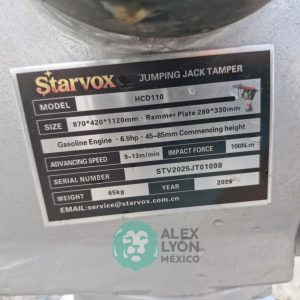 Starvox JUMPING JACK TAMPER
MODEL HCD110
SIZE 870*420*1120mm - Rammer Plate 280*330mm
Gasoline Engine - 6.5hp - 45-85mm Commencing height
ADVANCING SPEED 9-13m/min IMPACT FORCE 100N.m
SERIAL NUMBER STV2025JT01098
WEIGHT 65kg YEAR 2025
EMAIL:service@starvox.com.cn
ALEX
LYON
MÉXICO